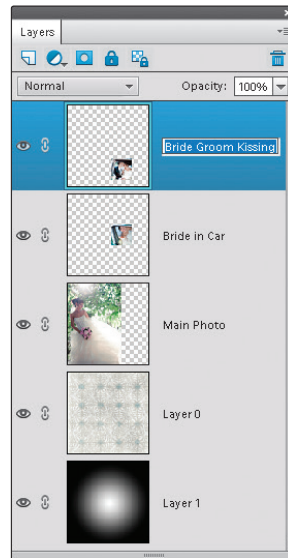 Layers
Normal
Opacity: 100%
Bride Groom Kissing
Bride in Car
Main Photo
Layer 0
Layer 1